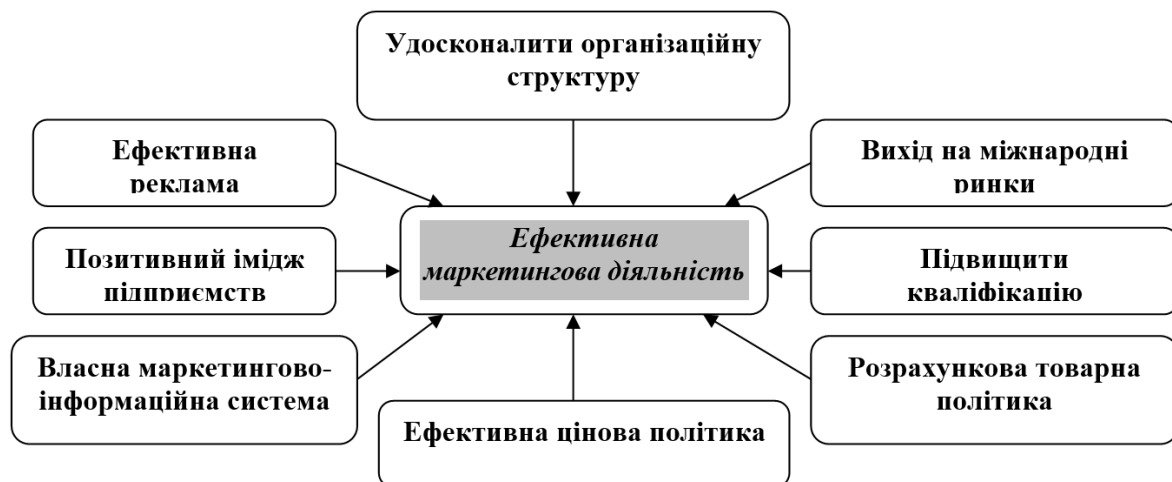 Удосконалити організаційну
структуру
Ефективна
реклама
Вихід на міжнародні
ринки
Ефективна
маркетингова діяльність
Позитивний імідж
підприємств
Підвищити
кваліфікацію
Власна маркетингово-
інформаційна система
Ефективна цінова політика
Розрахункова товарна
політика